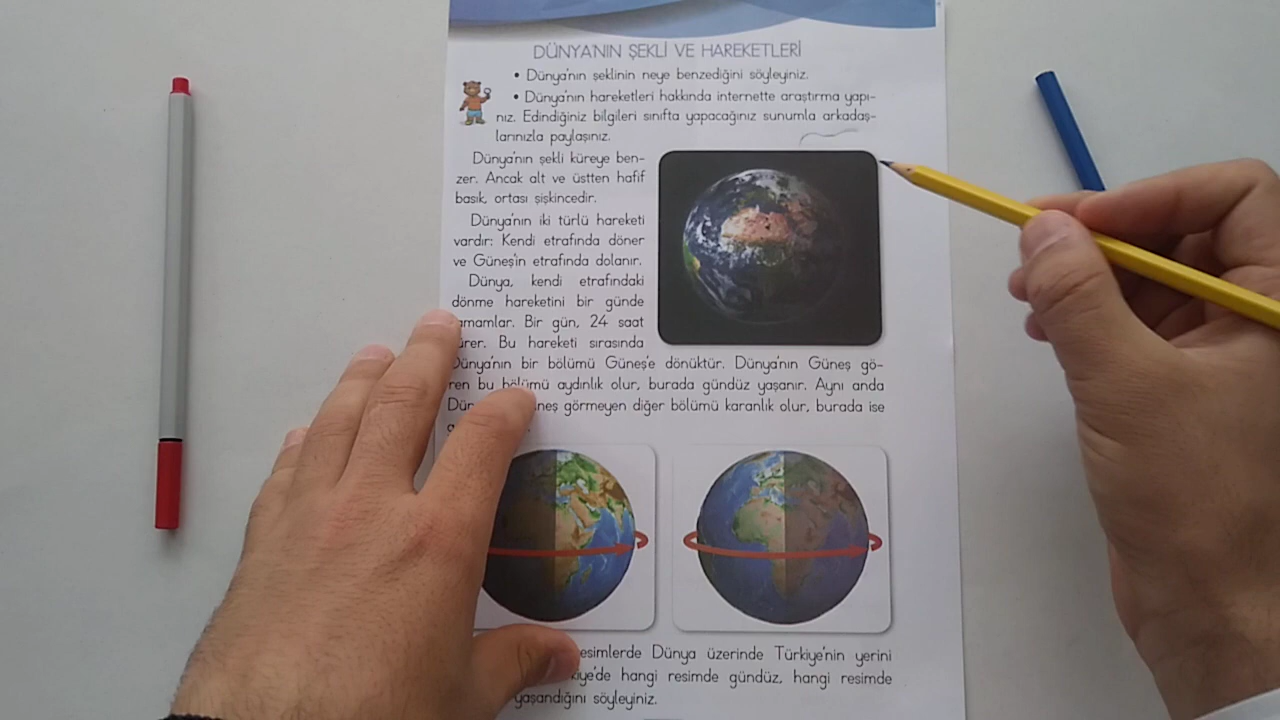 DÜNYA'NIN ŞEKLİ VE HAREKETLERİ
• Dünya'nın şeklinin neye benzediğini söyleyiniz.
• Dünya'nın hareketleri hakkında internette araştırma yapı-
nız. Edindiğiniz bilgileri sınıfta yapacağınız sunumla arkadaş-
larınızla paylaşınız.
Dünya'nın şekli küreye ben-
zer. Ancak alt ve üstten hafif
basık, ortası şişkincedir.
Dünya'nın iki türlü hareketi
vardır: Kendi etrafında döner
ve Güneş'in etrafında dolanır.
Dünya, kendi etrafındaki
dönme hareketini bir günde
amamlar. Bir gün, 24 saat
ürer. Bu hareketi sırasında
Dünya'nın bir bölümü Güneş'e dönüktür. Dünya'nın Güneş gö-
ren bu bölümü aydınlık olur, burada gündüz yaşanır. Aynı anda
Dün neş görmeyen diğer bölümü karanlık olur, burada ise
esimlerde Dünya üzerinde Türkiye'nin yerini
kiye'de hangi resimde gündüz, hangi resimde
yaşandığını söyleyiniz.